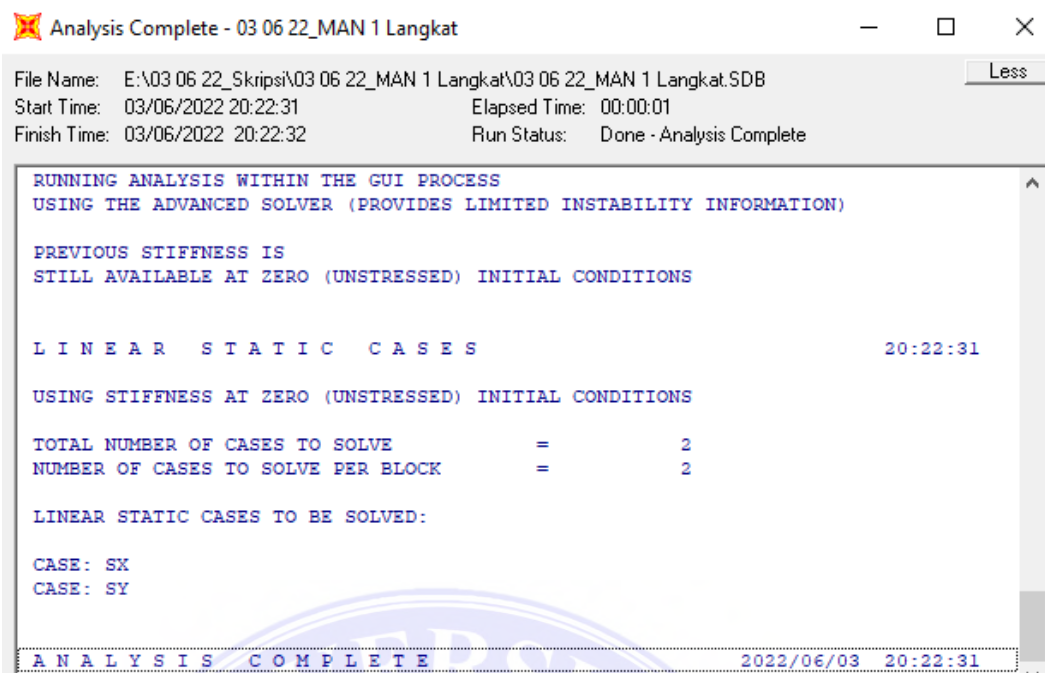 Analysis Complete - 03 06 22_MAN 1 Langkat
File Name: E:\03 06 22_Skripsi\03 06 22_MAN 1 Langkat\03 06 22_MAN 1 Langkat.SDB
Less
Start Time: 03/06/2022 20:22:31 Elapsed Time: 00:00:01
Finish Time: 03/06/2022 20:22:32 Run Status: Done - Analysis Complete
RUNNING ANALYSIS WITHIN THE GUI PROCESS
USING THE ADVANCED SOLVER (PROVIDES LIMITED INSTABILITY INFORMATION)
PREVIOUS STIFFNESS IS
STILL AVAILABLE AT ZERO (UNSTRESSED) INITIAL CONDITIONS
L I N E A R   S T A T I C   C A S E S 20:22:31
USING STIFFNESS AT ZERO (UNSTRESSED) INITIAL CONDITIONS
TOTAL NUMBER OF CASES TO SOLVE = 2
NUMBER OF CASES TO SOLVE PER BLOCK = 2
LINEAR STATIC CASES TO BE SOLVED:
CASE: SX
CASE: SY
A N A L Y S I S   C O M P L E T E 2022/06/03 20:22:31